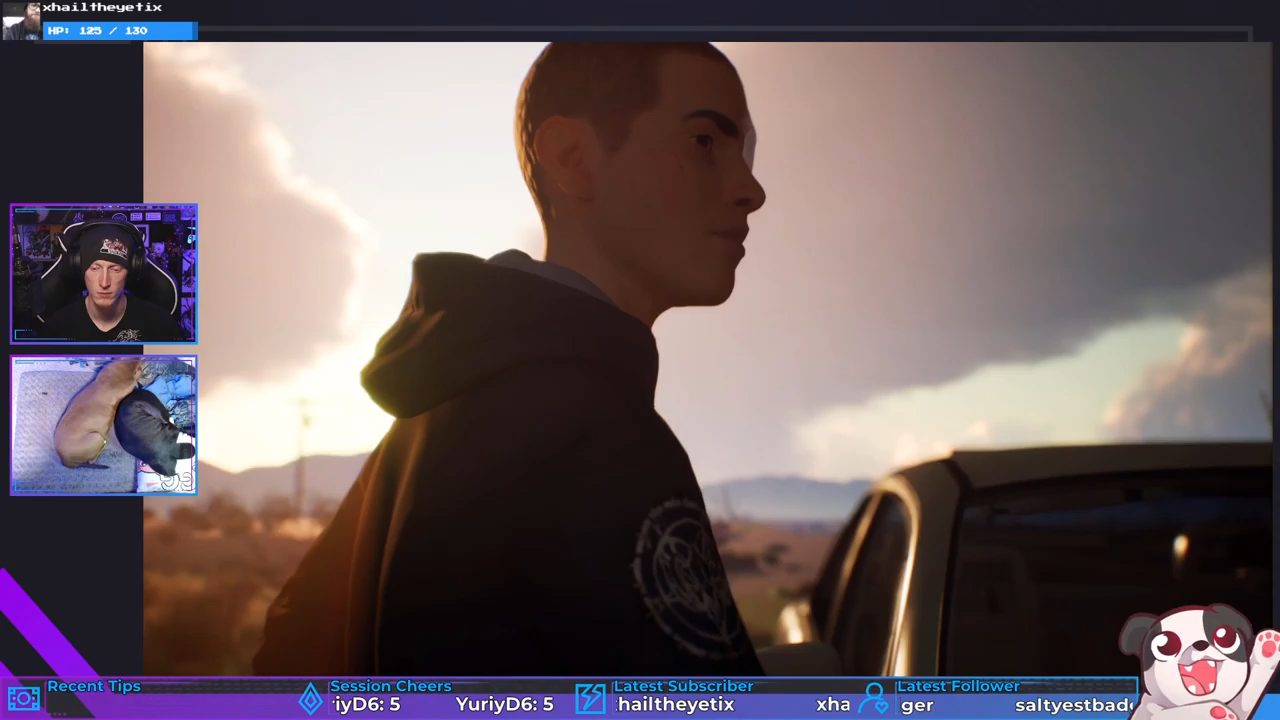 xhailtheyetix
HP: 125 / 130
Recent Tips
Session Cheers
iyD6: 5 YuriyD6: 5
Latest Subscriber
hailtheyetix xha
Latest Follower
ger saltyestbad